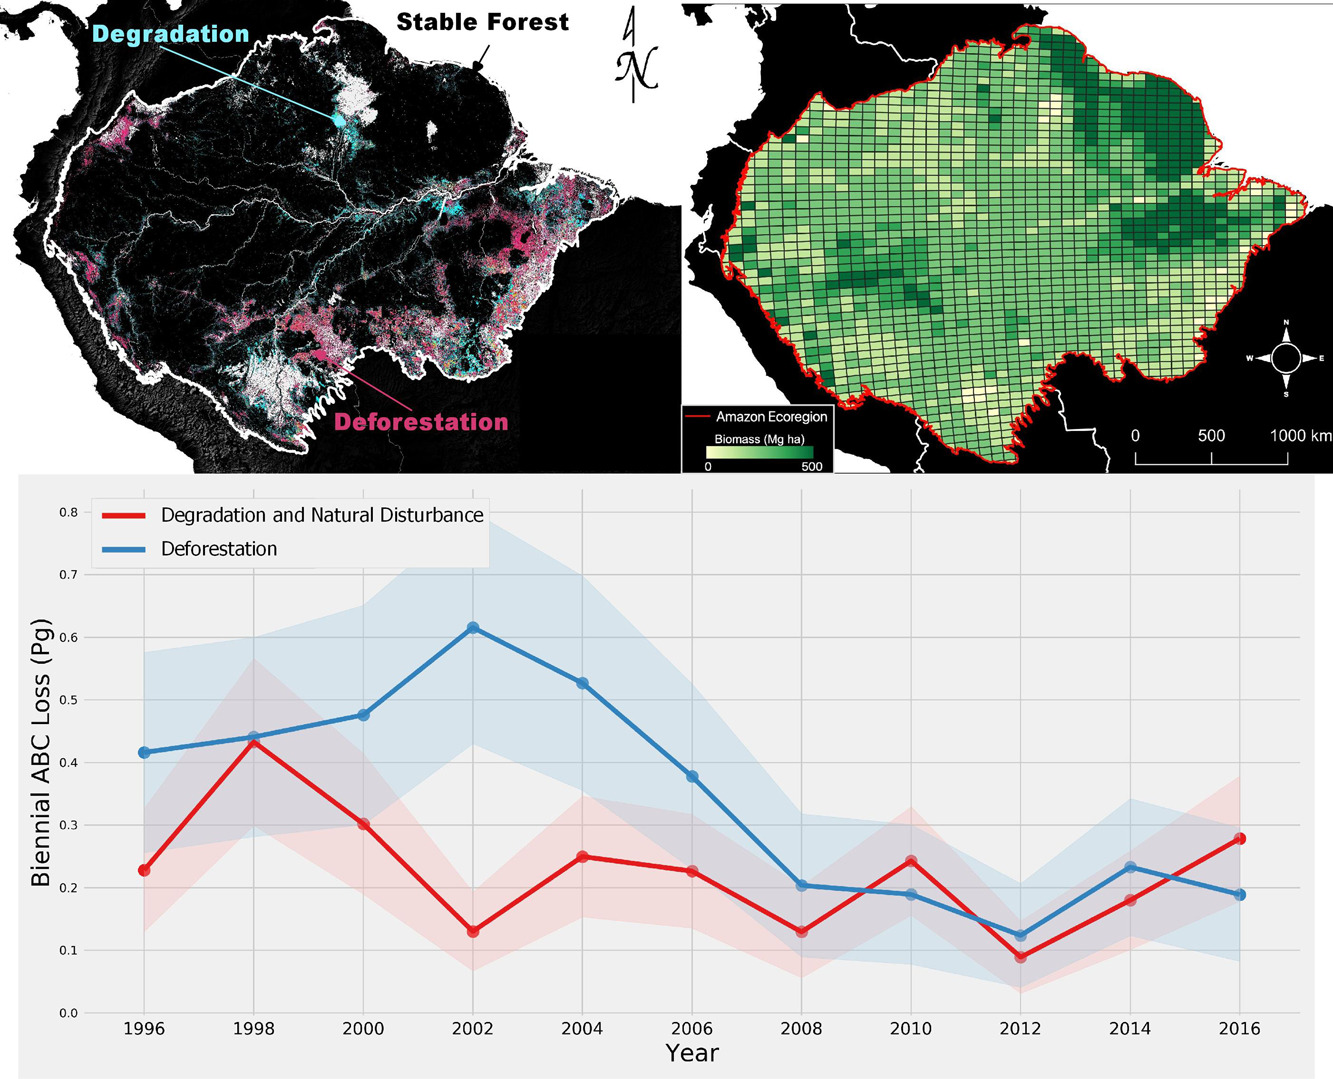 Degradation
Stable Forest
N
Deforestation
Amazon Ecoregion
Biomass (Mg ha)
0 500
N
W E
S
0 500 1000 km
Degradation and Natural Disturbance
Deforestation
Biennial ABC Loss (Pg)
0.8
0.7
0.6
0.5
0.4
0.3
0.2
0.1
0.0
1996 1998 2000 2002 2004 2006 2008 2010 2012 2014 2016
Year